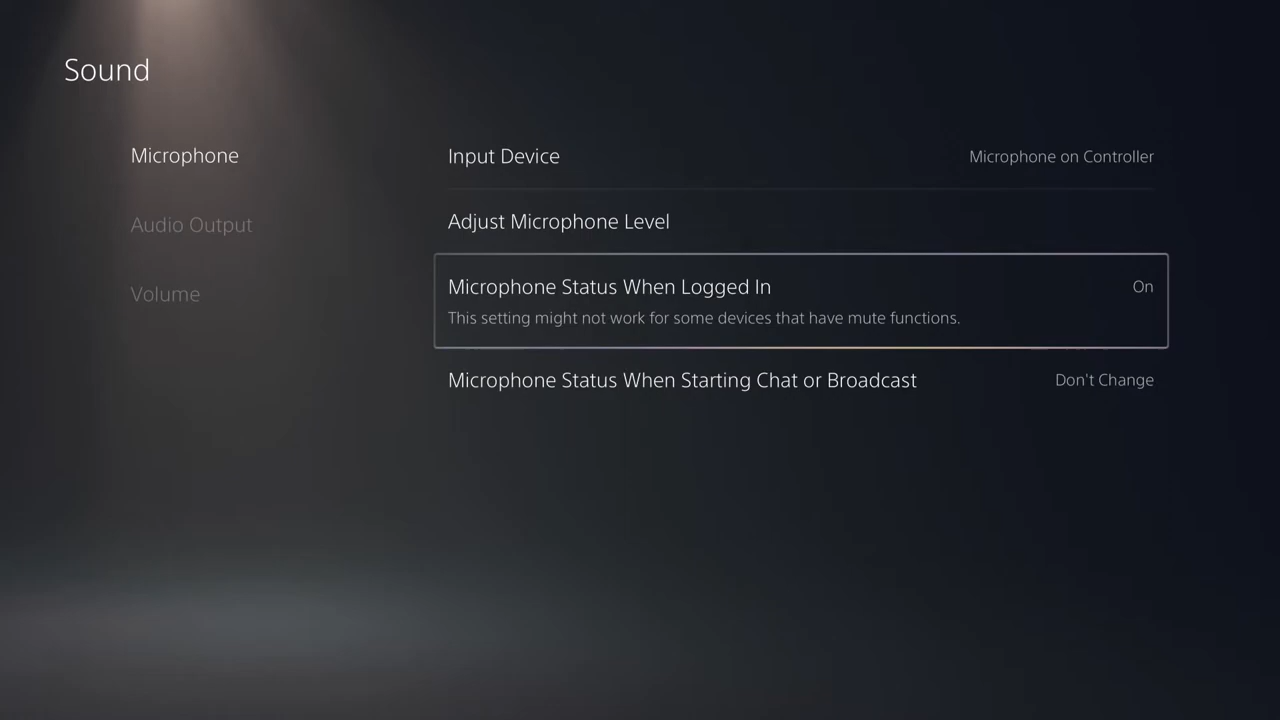 Sound
Microphone
Audio Output
Volume
Input Device
Microphone on Controller
Adjust Microphone Level
Microphone Status When Logged In
On
This setting might not work for some devices that have mute functions.
Microphone Status When Starting Chat or Broadcast
Don't Change